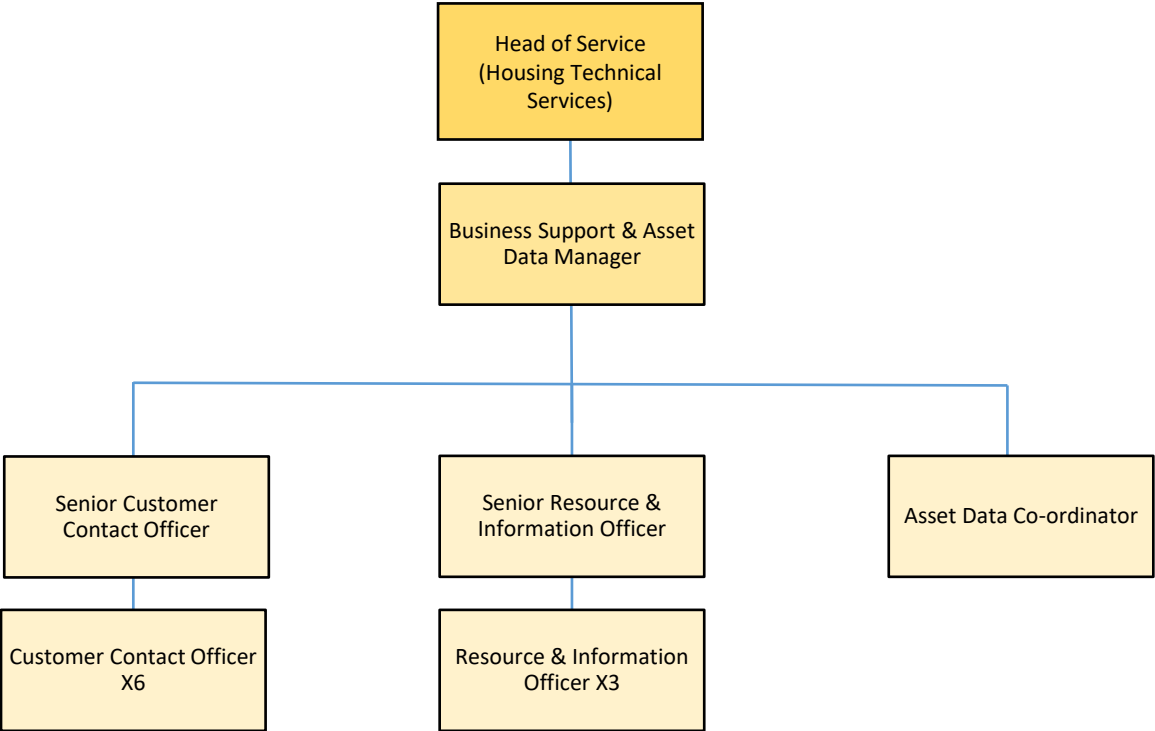 Head of Service
(Housing Technical
Services)
Business Support & Asset
Data Manager
Senior Customer
Contact Officer
Senior Resource &
Information Officer
Asset Data Co-ordinator
Customer Contact Officer
X6
Resource & Information
Officer X3